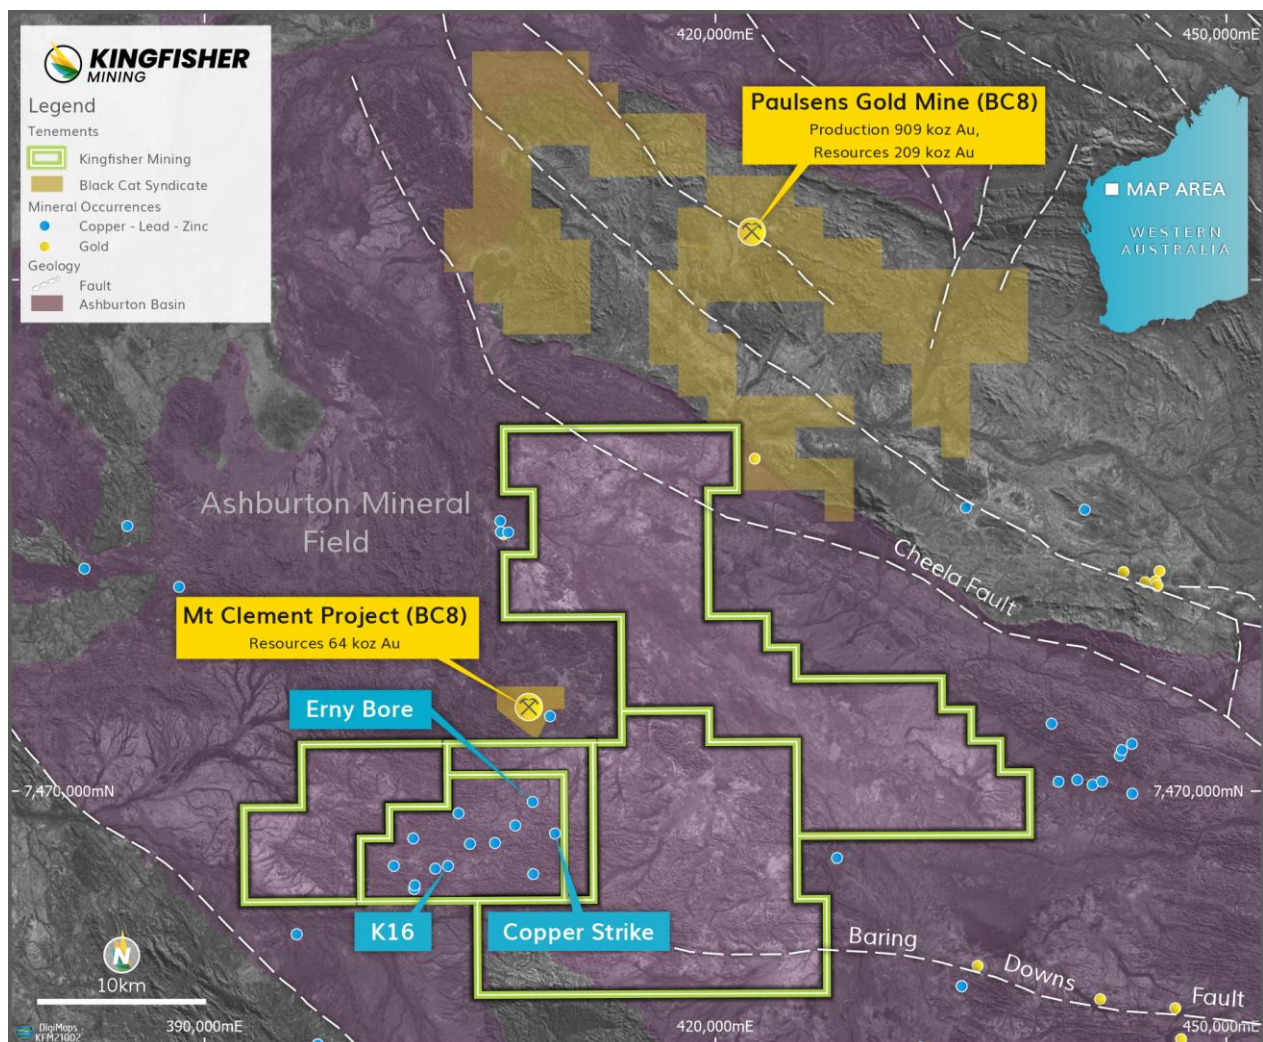 KINGFISHER
MINING
Legend
Tenements
Kingfisher Mining
Black Cat Syndicate
Mineral Occurrences
Copper - Lead - Zinc
Gold
Geology
Fault
Ashburton Basin
420,000mE
450,000mE
Paulsens Gold Mine (BC8)
Production 909 koz Au,
Resources 209 koz Au
MAP AREA
WESTERN
AUSTRALIA
Ashburton Mineral
Field
Cheela Fault
Mt Clement Project (BC8)
Resources 64 koz Au
Erny Bore
7,470,000mN
7,470,000mN
K16
Copper Strike
Baring
Downs
Fault
N
10km
DigiMaps
KFM21002
390,000mE
420,000mE
450,000mE